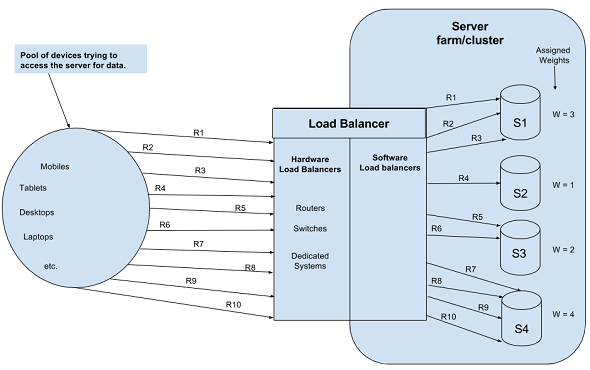 Server
farm/cluster
Assigned
Weights
Pool of devices trying to
access the server for data.
Mobiles
Tablets
Desktops
Laptops
etc.
R1
R2
R3
R4
R5
R6
R7
R8
R9
R10
Load Balancer
Hardware
Load Balancers
Routers
Switches
Dedicated
Systems
Software
Load balancers
R1
R2
R3
R4
R5
R6
R7
R8
R9
R10
S1
W = 3
S2
W = 1
S3
W = 2
S4
W = 4